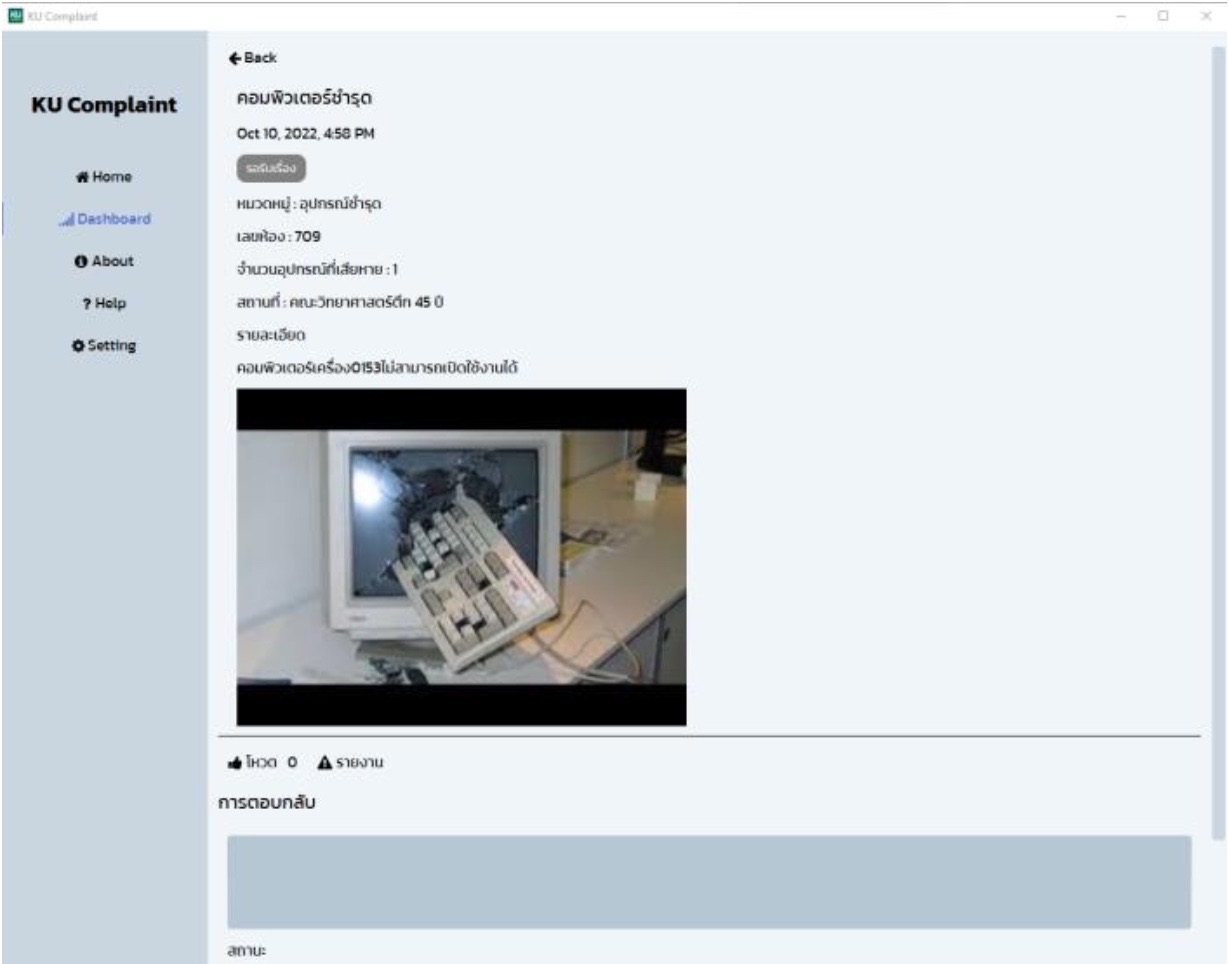 KU Complaint
Back
KU Complaint
คอมพิวเตอร์ชำรุด
Oct 10, 2022, 4:58 PM
รอรับเรื่อง
Home
หมวดหมู่ : อุปกรณ์ชำรุด
Dashboard
เลขห้อง : 709
About
จำนวนอุปกรณ์ที่เสียหาย : 1
Help
สถานที่ : คณะวิทยาศาสตร์ตึก 45 ปี
รายละเอียด
Setting
คอมพิวเตอร์เครื่อง0153ไม่สามารถเปิดใช้งานได้
โหวต 0 รายงาน
การตอบกลับ
สถานะ